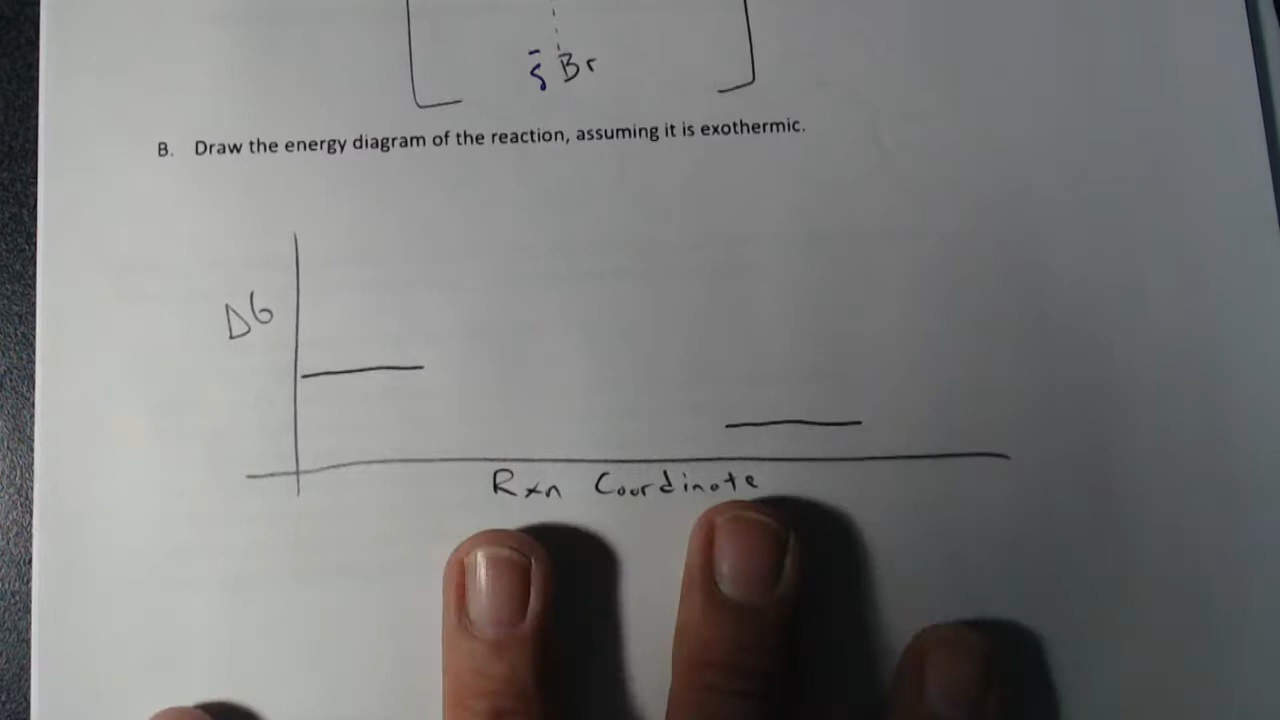 δ- Br
B. Draw the energy diagram of the reaction, assuming it is exothermic.
ΔG
Rxn Coordinate